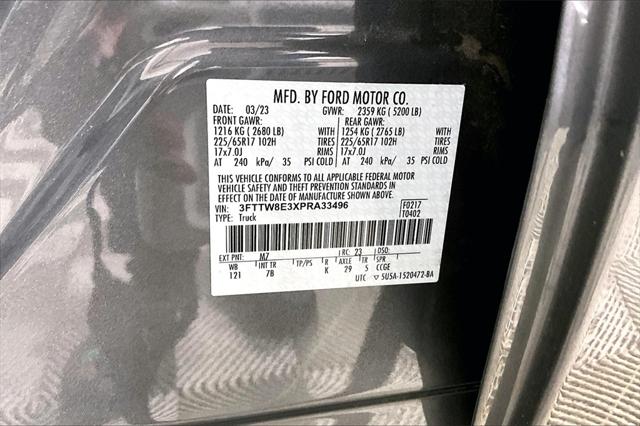 MFD. BY FORD MOTOR CO.
DATE: 03/23 GVWR: 2359 KG ( 5200 LB)
FRONT GAWR: REAR GAWR:
1216 KG ( 2680 LB) WITH 1254 KG ( 2765 LB) WITH
225/65R17 102H TIRES 225/65R17 102H TIRES
17x7.0J RIMS 17x7.0J RIMS
AT 240 kPa/ 35 PSI COLD AT 240 kPa/ 35 PSI COLD
THIS VEHICLE CONFORMS TO ALL APPLICABLE FEDERAL MOTOR
VEHICLE SAFETY AND THEFT PREVENTION STANDARDS IN
EFFECT ON THE DATE OF MANUFACTURE SHOWN ABOVE.
VIN: 3FTTW8E3XPRA33496 F0217
TYPE: Truck T0402
EXT PNT: M7 RC: 23 DSO:
WB INT TR TP/PS R AXLE TR SPR
121 7B K 29 5 CCGE
UTC ▽ 5U5A-1520472-BA